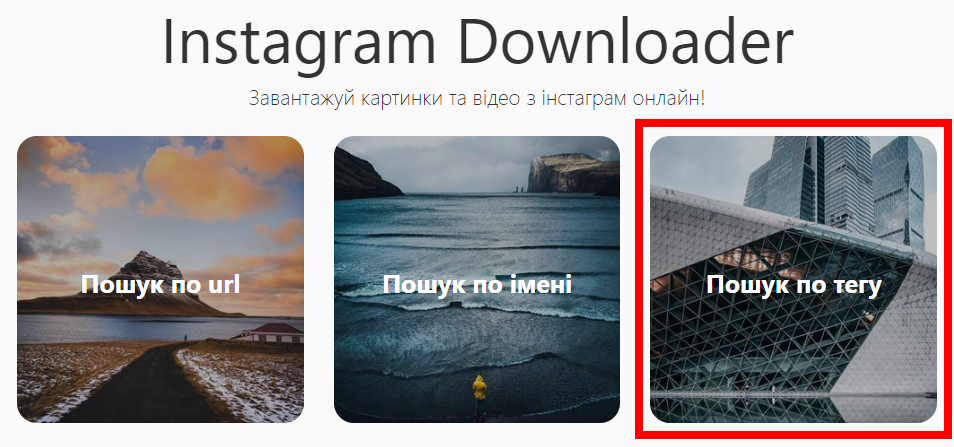 Instagram Downloader
Завантажуй картинки та відео з інстаграм онлайн!
Пошук по url
Пошук по імені
Пошук по тегу